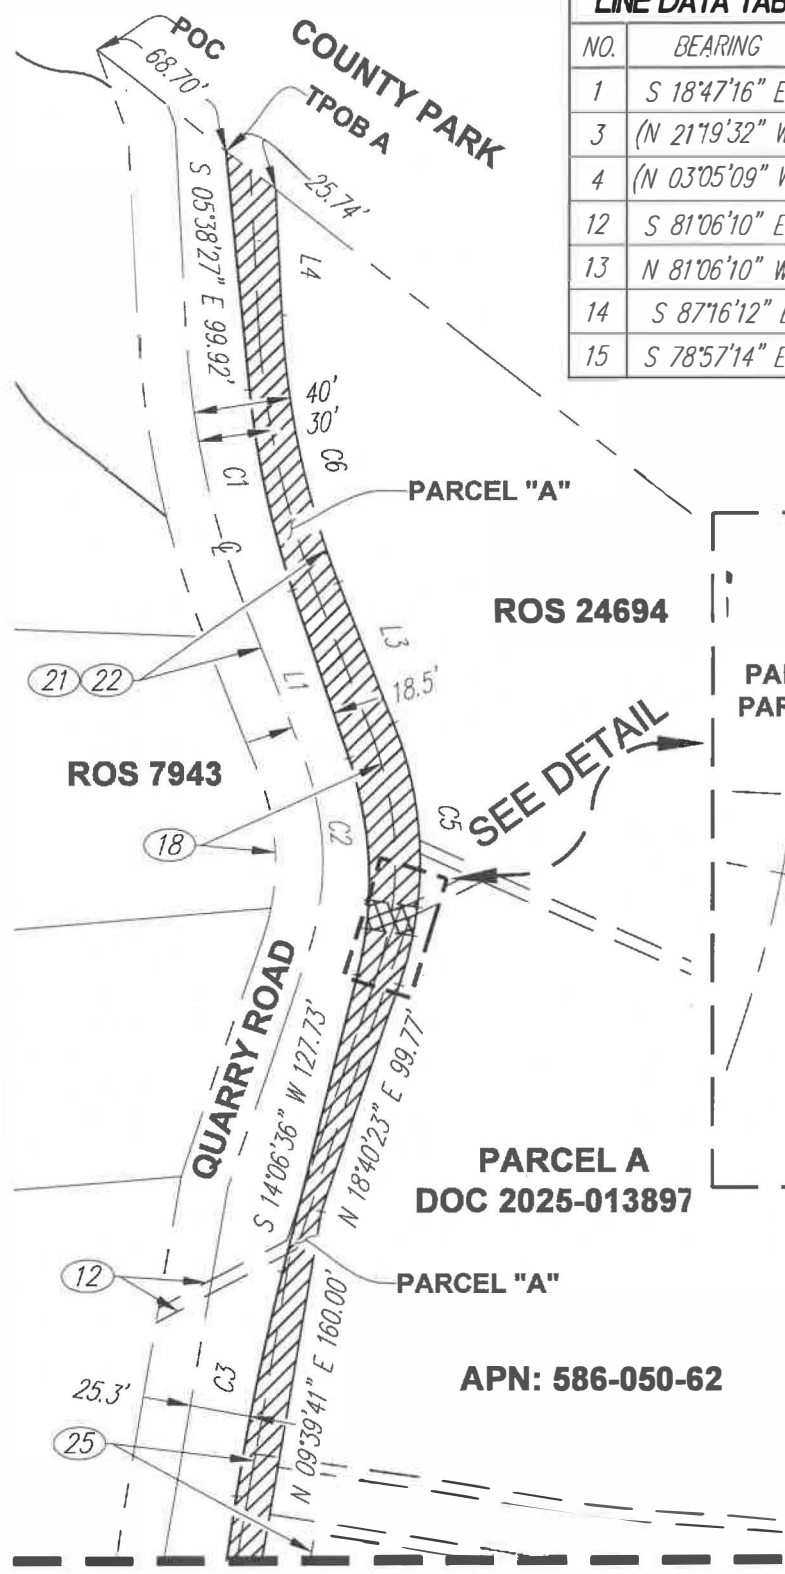 LINE DATA TAB
NO. BEARING
1 S 18°47'16" E
3 (N 21°19'32" W
4 (N 03°05'09" W
12 S 81°06'10" E
13 N 81°06'10" W
14 S 87°16'12" E
15 S 78°57'14" E
POC
68.70'
COUNTY PARK
TPOB A
25.74'
S 05°38'27" E 99.92'
L4
40'
30'
C1
C6
PARCEL "A"
ROS 24694
21 22
L1
L3
18.5'
PAR
ROS 7943
SEE DETAIL
18
C2
C5
QUARRY ROAD
S 14°06'36" W 127.73'
N 18°40'23" E 99.77'
PARCEL A
DOC 2025-013897
12
PARCEL "A"
APN: 586-050-62
25.3'
C3
N 09°39'41" E 160.00'
25